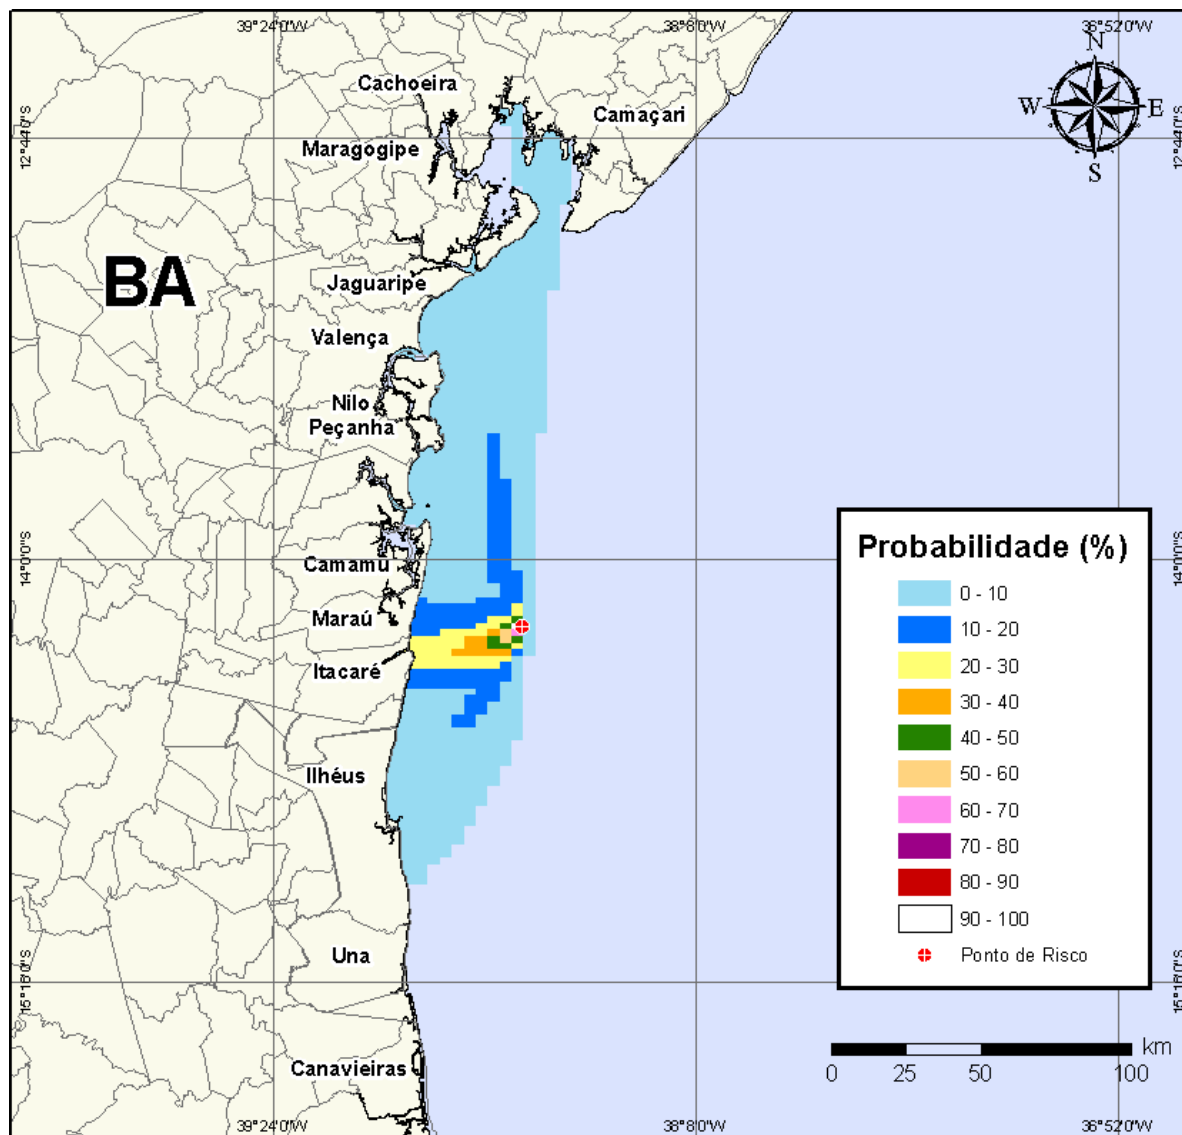 39°24'0"W
38°8'0"W
36°52'0"W
N
W
E
S
Cachoeira
Camaçari
12°44'0"S
12°44'0"S
Maragogipe
BA
Jaguaripe
Valença
Nilo
Peçanha
14°0'0"S
14°0'0"S
Camamú
Maraú
Itacaré
Ilhéus
Una
Canavieiras
Probabilidade (%)
0 - 10
10 - 20
20 - 30
30 - 40
40 - 50
50 - 60
60 - 70
70 - 80
80 - 90
90 - 100
Ponto de Risco
15°16'0"S
15°16'0"S
km
0 25 50 100
39°24'0"W
38°8'0"W
36°52'0"W